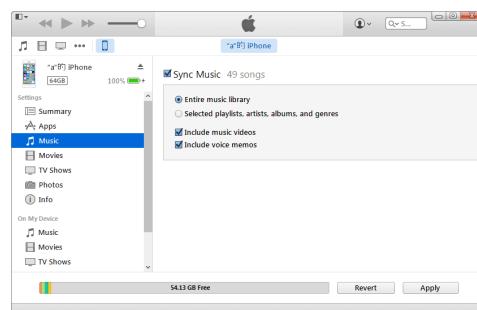 S...
iPhone
iPhone
64GB
100%
Sync Music 49 songs
Settings
Summary
Apps
Music
Movies
TV Shows
Photos
Info
Entire music library
Selected playlists, artists, albums, and genres
Include music videos
Include voice memos
On My Device
Music
Movies
TV Shows
54.13 GB Free
Revert
Apply